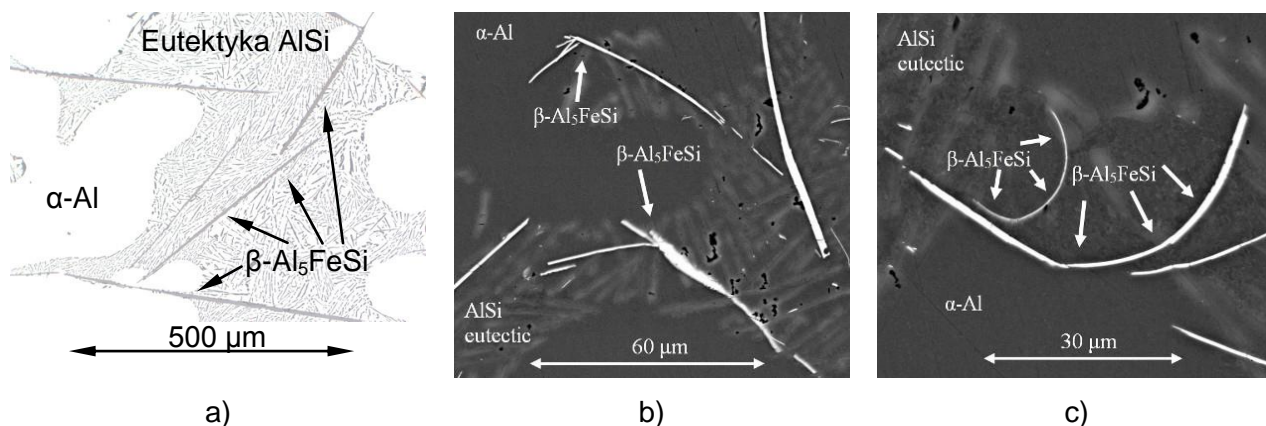 Eutektyka AlSi
α-Al
β-Al₅FeSi
500 µm
a)
α-Al
β-Al₅FeSi
β-Al₅FeSi
AlSi
eutectic
60 µm
b)
AlSi
eutectic
β-Al₅FeSi
β-Al₅FeSi
α-Al
30 µm
c)